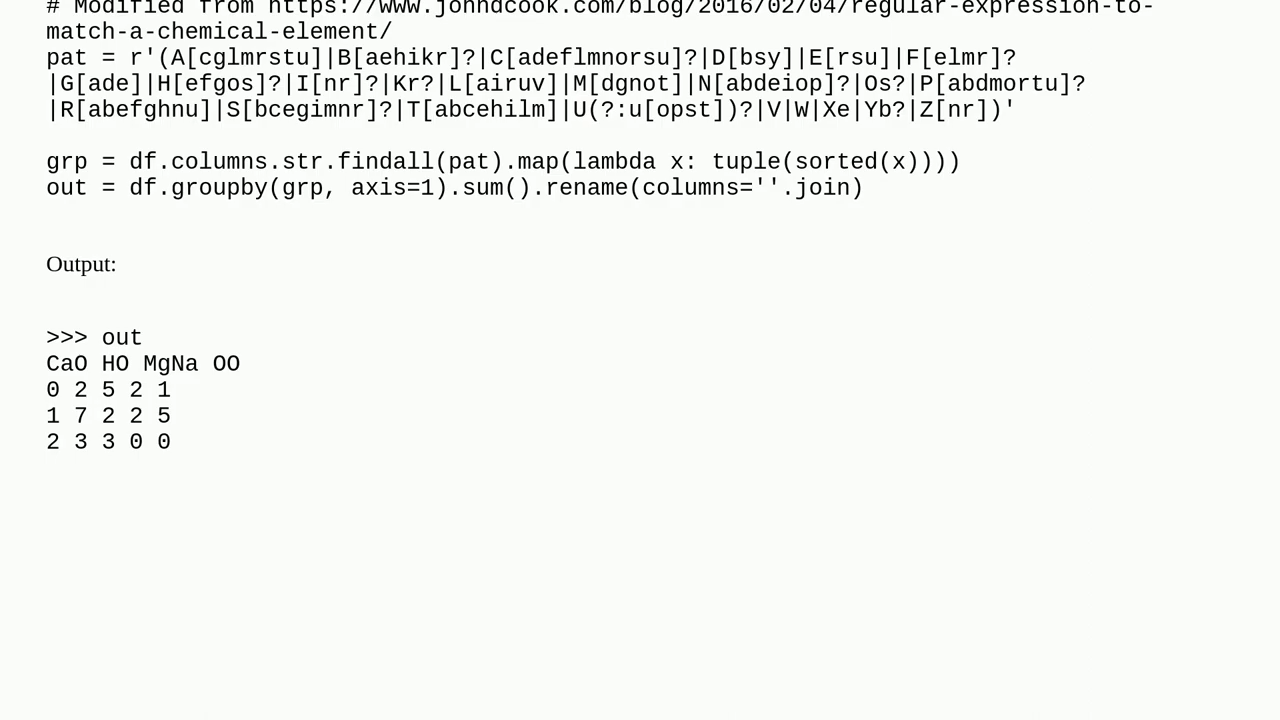 # Modified from https://www.johndcook.com/blog/2016/02/04/regular-expression-to-
match-a-chemical-element/
pat = r'(A[cglmrstu]|B[aehikr]?|C[adeflmnorsu]?|D[bsy]|E[rsu]|F[elmr]?
|G[ade]|H[efgos]?|I[nr]?|Kr?|L[airuv]|M[dgnot]|N[abdeiop]?|Os?|P[abdmortu]?
|R[abefghnu]|S[bcegimnr]?|T[abcehilm]|U(?:u[opst])?|V|W|Xe|Yb?|Z[nr])'
grp = df.columns.str.findall(pat).map(lambda x: tuple(sorted(x))))
out = df.groupby(grp, axis=1).sum().rename(columns=''.join)
Output:
>>> out
CaO HO MgNa OO
0 2 5 2 1
1 7 2 2 5
2 3 3 0 0